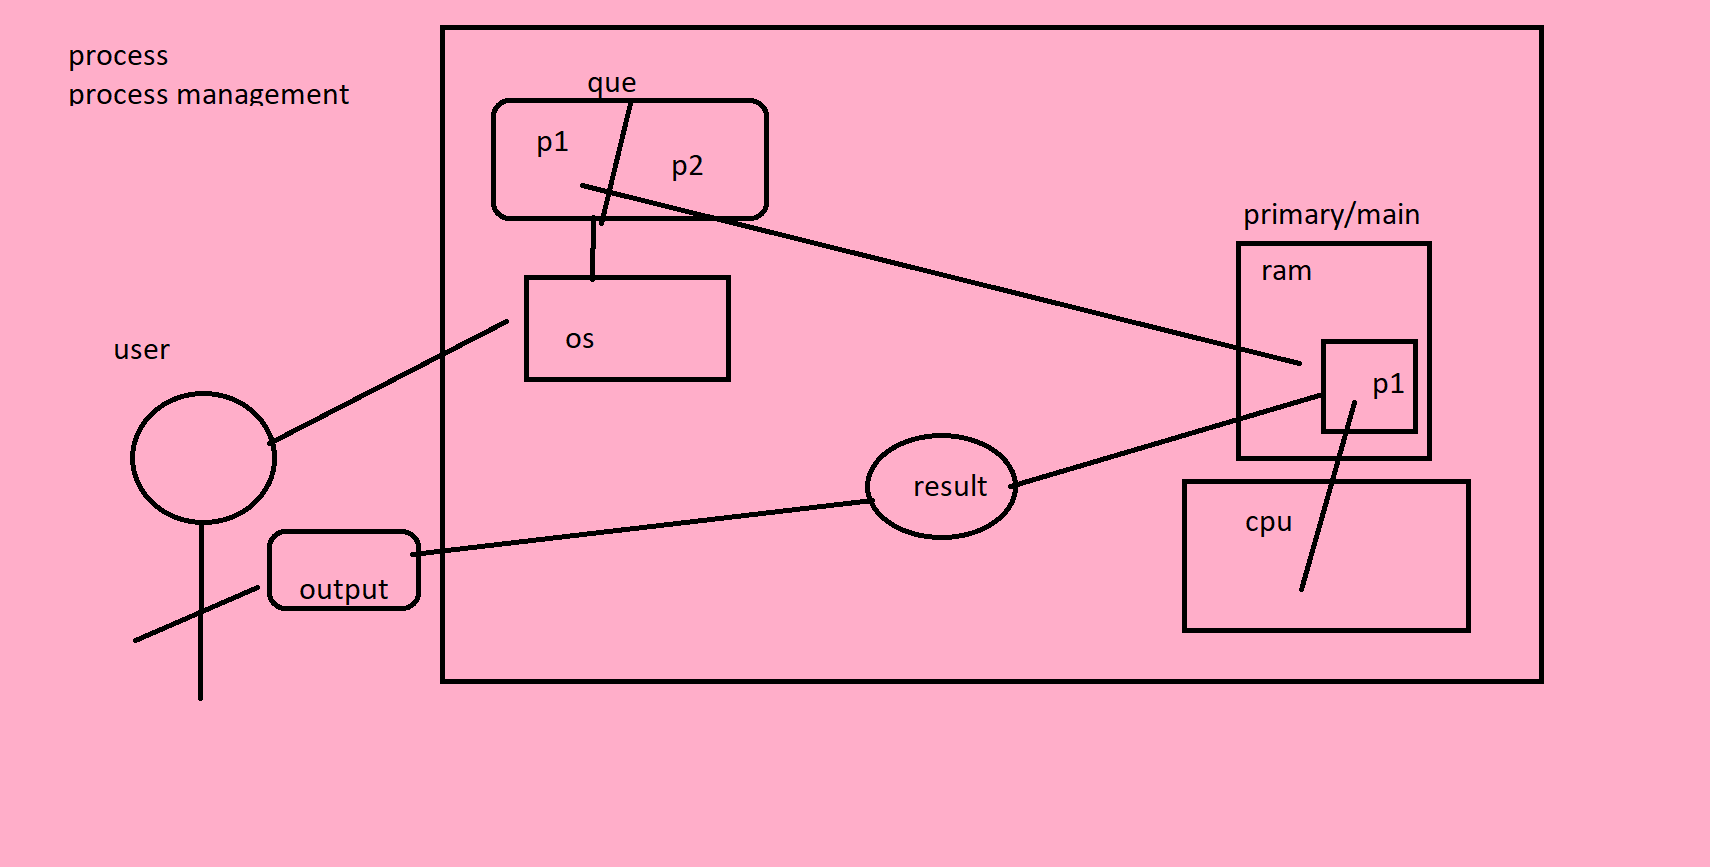 process
process management
que
p1
p2
primary/main
ram
os
user
p1
result
cpu
output